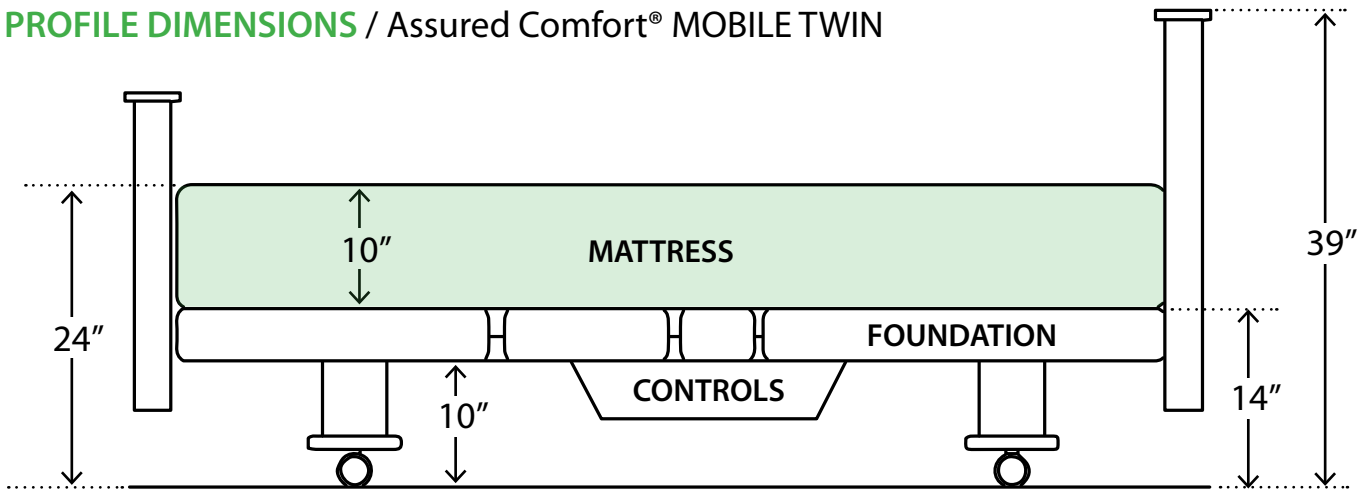 PROFILE DIMENSIONS / Assured Comfort® MOBILE TWIN
10”
MATTRESS
39”
24”
FOUNDATION
CONTROLS
10”
14”